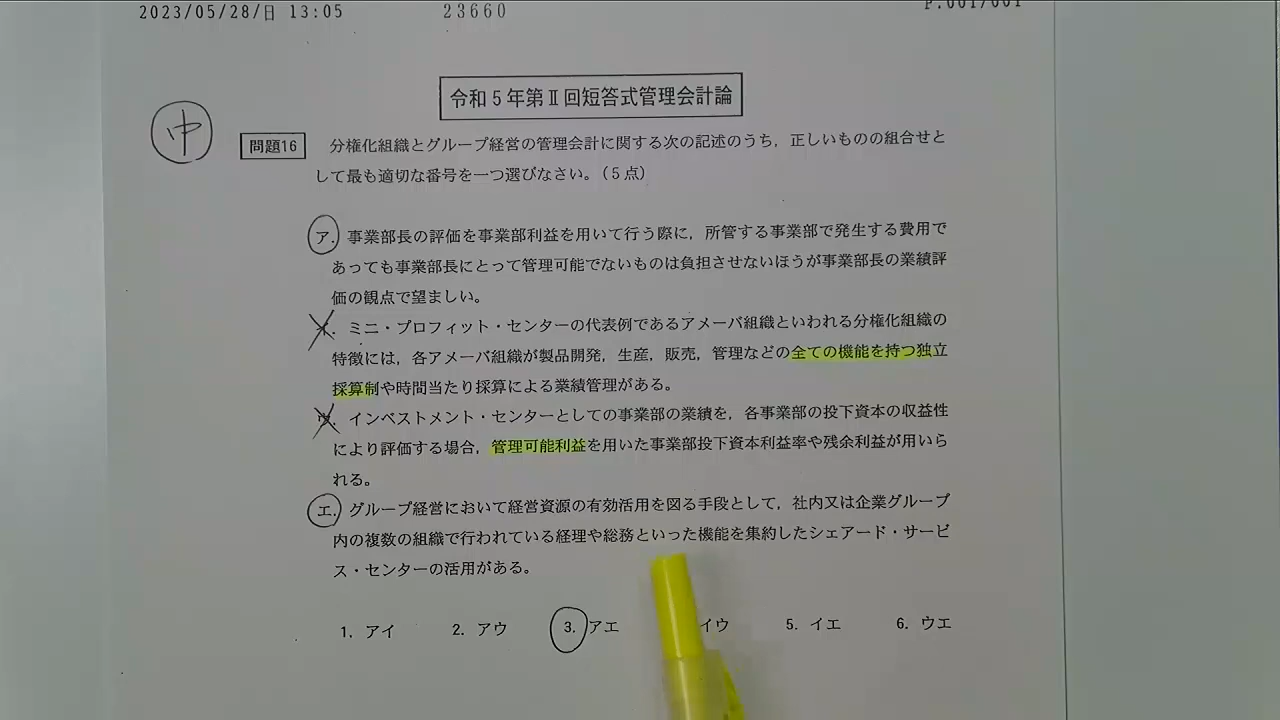 2023/05/28/日 13:05 23660 P.001/001
令和5年第Ⅱ回短答式管理会計論
中
問題16 分権化組織とグループ経営の管理会計に関する次の記述のうち，正しいものの組合せと
して最も適切な番号を一つ選びなさい。（5点）
ア．事業部長の評価を事業部利益を用いて行う際に，所管する事業部で発生する費用で
あっても事業部長にとって管理可能でないものは負担させないほうが事業部長の業績評
価の観点で望ましい。
イ．ミニ・プロフィット・センターの代表例であるアメーバ組織といわれる分権化組織の
特徴には，各アメーバ組織が製品開発，生産，販売，管理などの全ての機能を持つ独立
採算制や時間当たり採算による業績管理がある。
ウ．インベストメント・センターとしての事業部の業績を，各事業部の投下資本の収益性
により評価する場合，管理可能利益を用いた事業部投下資本利益率や残余利益が用いら
れる。
エ．グループ経営において経営資源の有効活用を図る手段として，社内又は企業グループ
内の複数の組織で行われている経理や総務といった機能を集約したシェアード・サービ
ス・センターの活用がある。
1．アイ 2．アウ 3．アエ イウ 5．イエ 6．ウエ